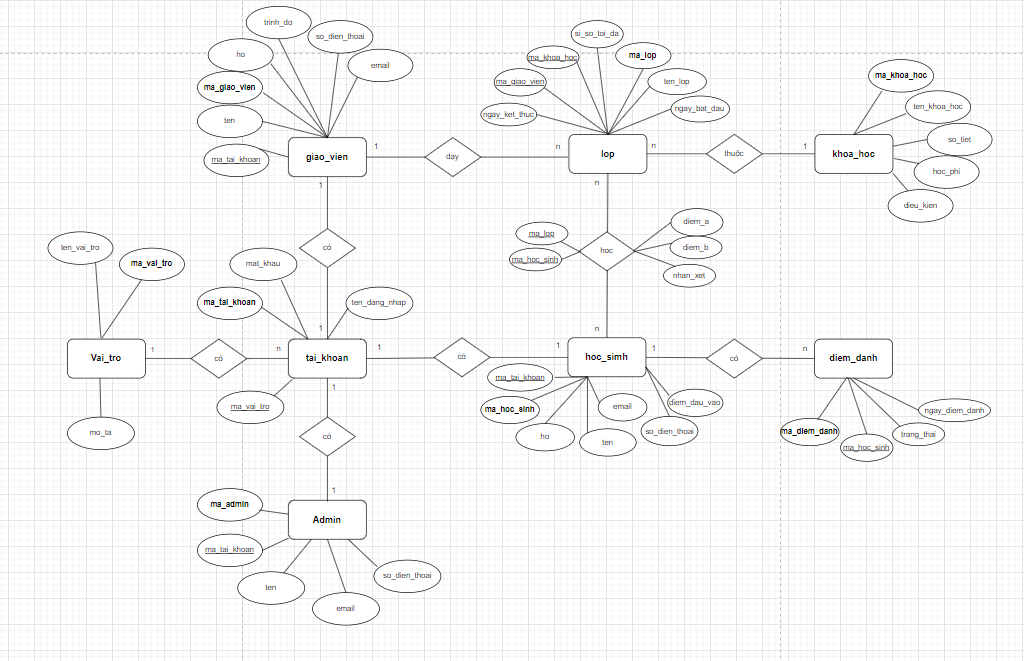 trinh_do
so_dien_thoai
ho
email
ma_giao_vien
ten
ma_tai_khoan
giao_vien
1
day
n
si_so_toi_da
ma_khoa_hoc
ma_lop
ma_giao_vien
ten_lop
ngay_ket_thuc
ngay_bat_dau
lop
n
thuộc
1
ma_khoa_hoc
ten_khoa_hoc
so_tiet
hoc_phi
dieu_kien
khoa_hoc
1
có
1
n
ma_lop
ma_hoc_sinh
hoc
diem_a
diem_b
nhan_xet
n
ten_vai_tro
ma_vai_tro
Vai_tro
mo_ta
1
có
n
mat_khau
ma_tai_khoan
ten_dang_nhap
tai_khoan
ma_vai_tro
1
có
1
hoc_simh
ma_tai_khoan
ma_hoc_sinh
ho
ten
email
so_dien_thoai
diem_dau_vao
1
có
n
diem_danh
ma_diem_danh
ma_hoc_sinh
trang_thai
ngay_diem_danh
1
có
1
ma_admin
Admin
ma_tai_khoan
ten
email
so_dien_thoai